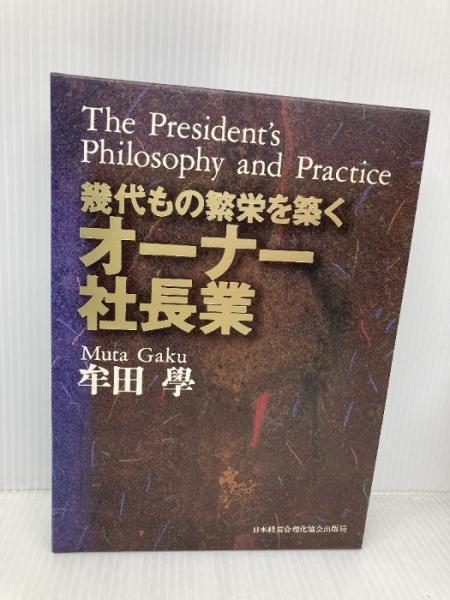 The President's
Philosophy and Practice
幾代もの繁栄を築く
オーナー
社長業
Muta Gaku
牟田 學
日本経営合理化協会出版局